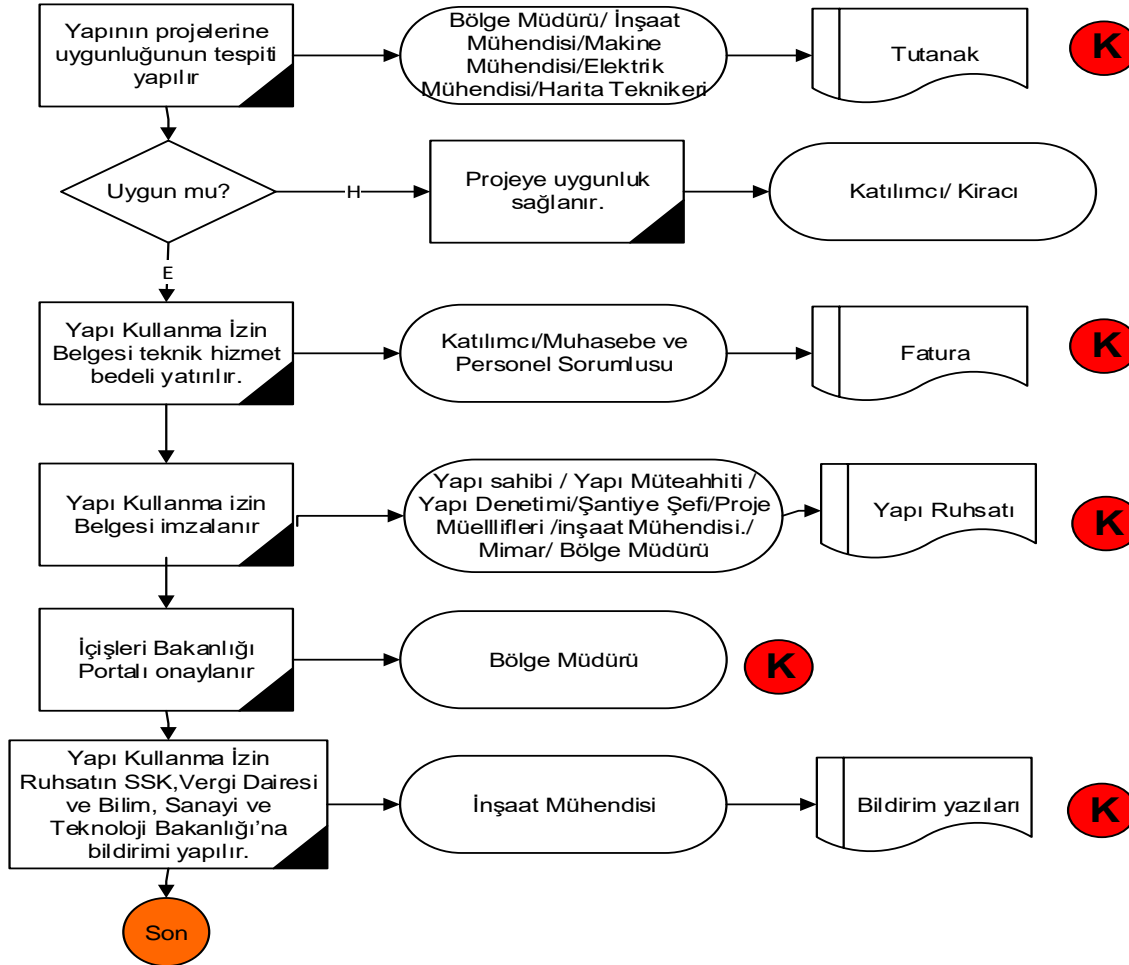 Yapının projelerine
uygunluğunun tespiti
yapılır
Bölge Müdürü/ İnşaat
Mühendisi/Makine
Mühendisi/Elektrik
Mühendisi/Harita Teknikeri
Tutanak
K
Uygun mu?
H
Projeye uygunluk
sağlanır.
Katılımcı/ Kiracı
E
Yapı Kullanma İzin
Belgesi teknik hizmet
bedeli yatırılır.
Katılımcı/Muhasebe ve
Personel Sorumlusu
Fatura
K
Yapı Kullanma izin
Belgesi imzalanır
Yapı sahibi / Yapı Müteahhiti /
Yapı Denetimi/Şantiye Şefi/Proje
Müelllifleri /inşaat Mühendisi./
Mimar/ Bölge Müdürü
Yapı Ruhsatı
K
İçişleri Bakanlığı
Portalı onaylanır
Bölge Müdürü
K
Yapı Kullanma İzin
Ruhsatın SSK,Vergi Dairesi
ve Bilim, Sanayi ve
Teknoloji Bakanlığı’na
bildirimi yapılır.
İnşaat Mühendisi
Bildirim yazıları
K
Son